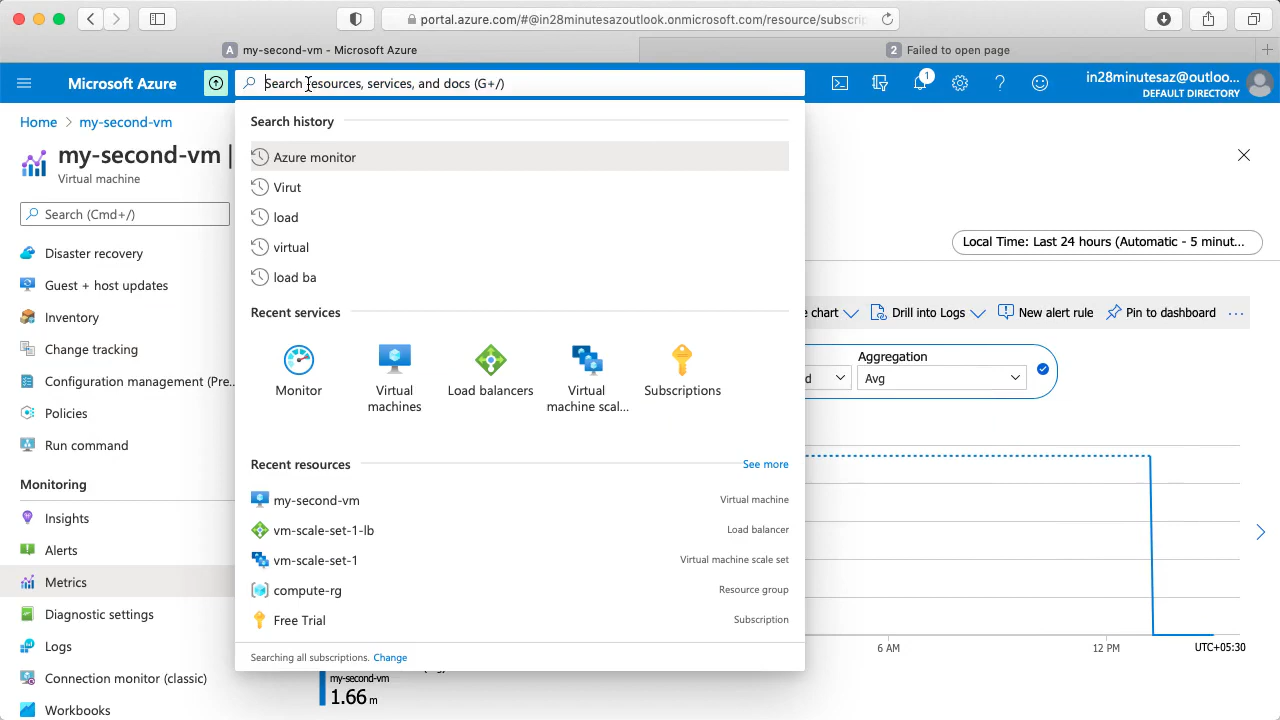 portal.azure.com/#@in28minutesazoutlook.onmicrosoft.com/resource/subscrip
A my-second-vm - Microsoft Azure
2 Failed to open page
Microsoft Azure
Search resources, services, and docs (G+/)
1
in28minutesaz@outloo...
DEFAULT DIRECTORY
Home > my-second-vm
my-second-vm |
Virtual machine
Search (Cmd+/)
Disaster recovery
Guest + host updates
Inventory
Change tracking
Configuration management (Pre...
Policies
Run command
Monitoring
Insights
Alerts
Metrics
Diagnostic settings
Logs
Connection monitor (classic)
Workbooks
Search history
Azure monitor
Virut
load
virtual
load ba
Recent services
Monitor
Virtual machines
Load balancers
Virtual machine scal...
Subscriptions
Recent resources
See more
my-second-vm Virtual machine
vm-scale-set-1-lb Load balancer
vm-scale-set-1 Virtual machine scale set
compute-rg Resource group
Free Trial Subscription
Searching all subscriptions. Change
Local Time: Last 24 hours (Automatic - 5 minut...
e chart
Drill into Logs
New alert rule
Pin to dashboard
...
Aggregation
d
Avg
6 AM
12 PM
UTC+05:30
my-second-vm
1.66 m